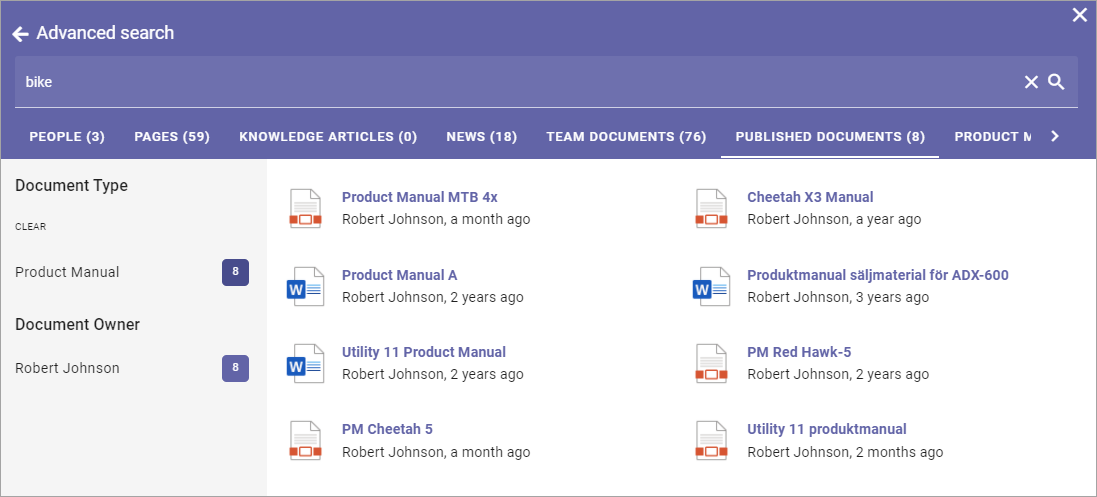 Advanced search
bike
PEOPLE (3) PAGES (59) KNOWLEDGE ARTICLES (0) NEWS (18) TEAM DOCUMENTS (76) PUBLISHED DOCUMENTS (8) PRODUCT M
Document Type
CLEAR
Product Manual 8
Document Owner
Robert Johnson 8
Product Manual MTB 4x
Robert Johnson, a month ago
Cheetah X3 Manual
Robert Johnson, a year ago
W
Product Manual A
Robert Johnson, 2 years ago
W
Produktmanual säljmaterial för ADX-600
Robert Johnson, 3 years ago
W
Utility 11 Product Manual
Robert Johnson, 2 years ago
PM Red Hawk-5
Robert Johnson, 2 years ago
PM Cheetah 5
Robert Johnson, a month ago
Utility 11 produktmanual
Robert Johnson, 2 months ago